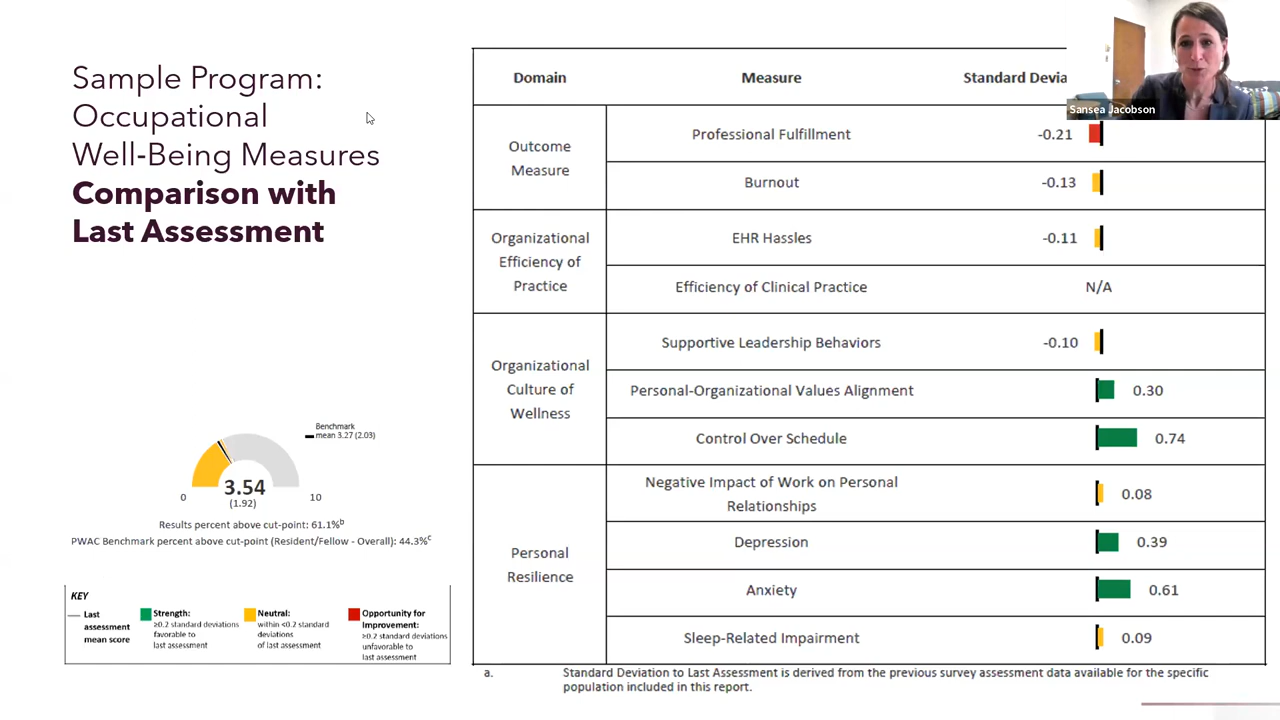 Sample Program:
Occupational
Well-Being Measures
Comparison with
Last Assessment
Benchmark
mean 3.27 (2.03)
3.54
(1.92)
0
10
Results percent above cut-point: 61.1%b
PWAC Benchmark percent above cut-point (Resident/Fellow - Overall): 44.3%c
KEY
Last
assessment
mean score
Strength:
≥0.2 standard deviations
favorable to
last assessment
Neutral:
within <0.2 standard
deviations
of last assessment
Opportunity for
Improvement:
≥0.2 standard deviations
unfavorable to
last assessment
Domain Measure Standard Devia
Outcome
Measure
Professional Fulfillment -0.21
Burnout -0.13
Organizational
Efficiency of
Practice
EHR Hassles -0.11
Efficiency of Clinical Practice N/A
Organizational
Culture of
Wellness
Supportive Leadership Behaviors -0.10
Personal-Organizational Values Alignment 0.30
Control Over Schedule 0.74
Personal
Resilience
Negative Impact of Work on Personal
Relationships 0.08
Depression 0.39
Anxiety 0.61
Sleep-Related Impairment 0.09
a. Standard Deviation to Last Assessment is derived from the previous survey assessment data available for the specific
population included in this report.
Sansea Jacobson